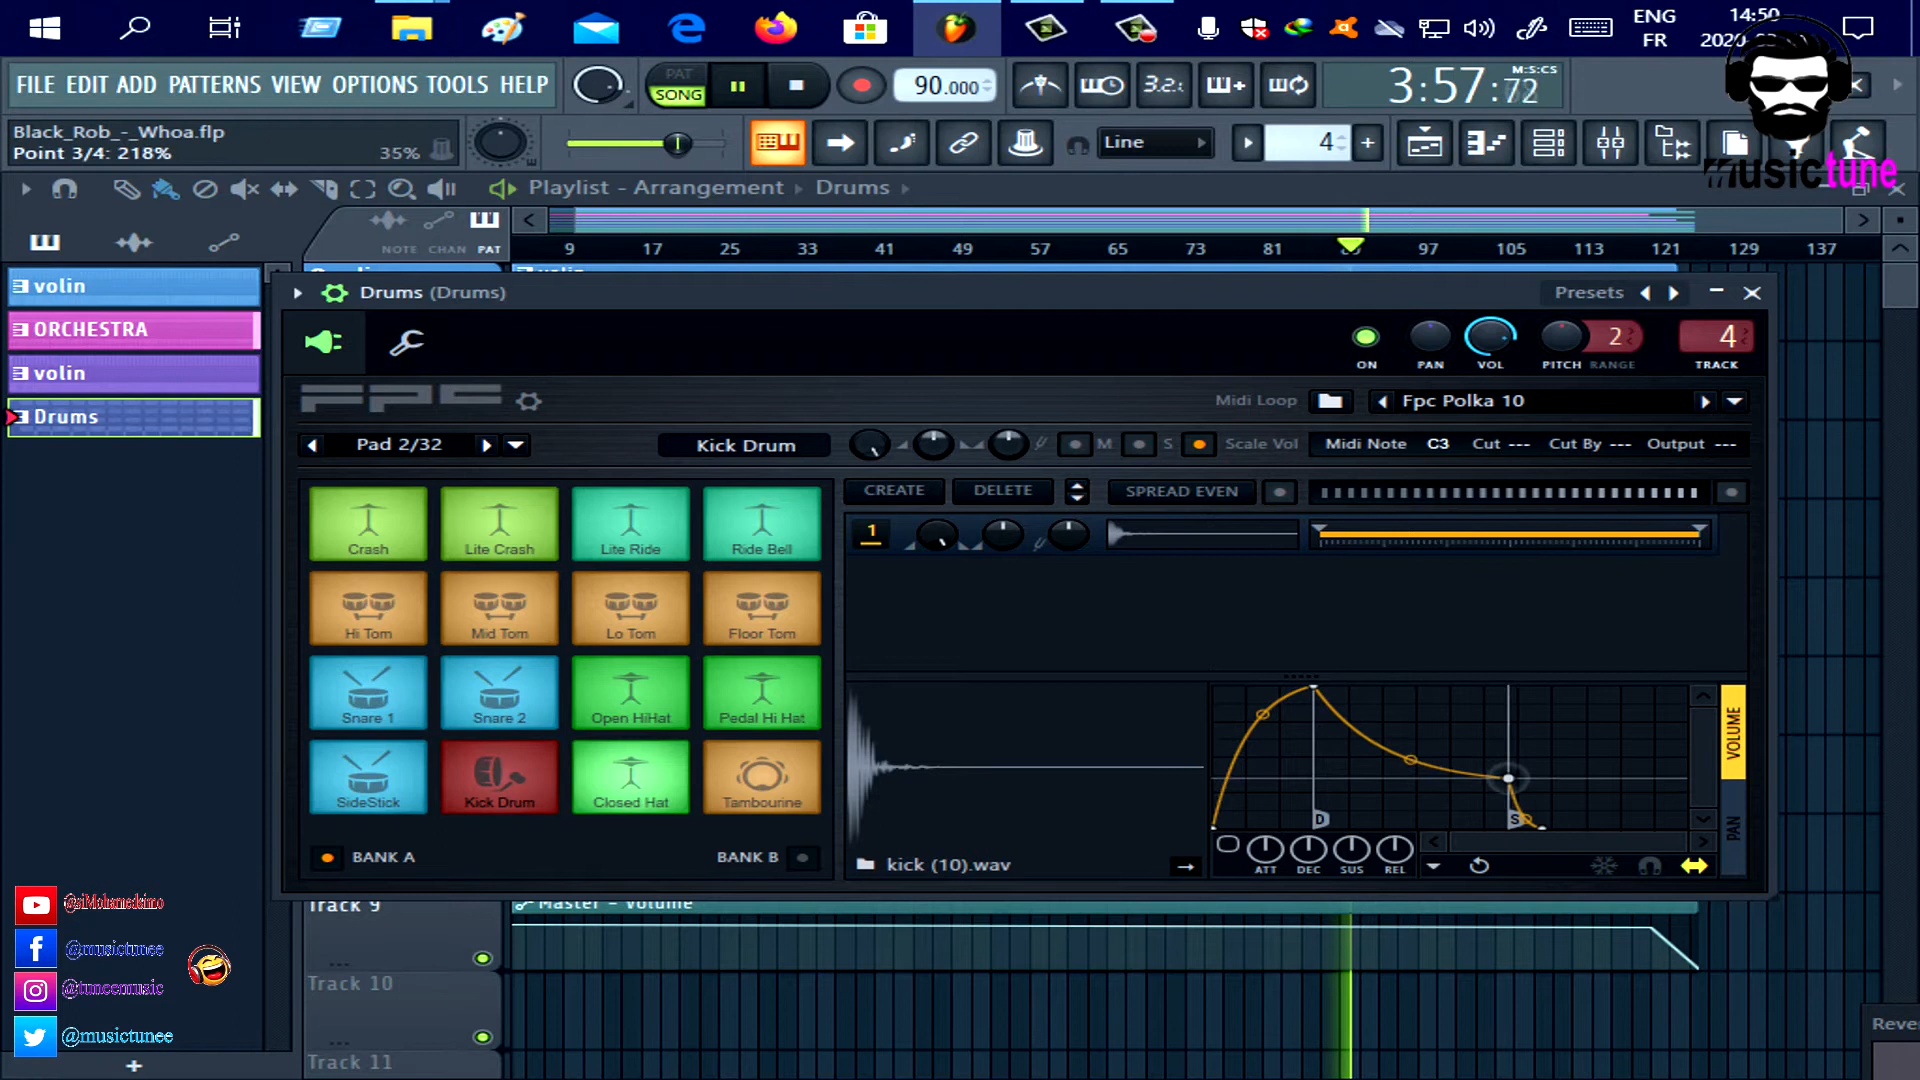 ENG
FR
14:50
2020
FILE EDIT ADD PATTERNS VIEW OPTIONS TOOLS HELP
PAT
SONG
90.000
3.2.
3:57:72
M:S:CS
Black_Rob_-_Whoa.flp
Point 3/4: 218%
35%
Line
4
musictune
Playlist - Arrangement
Drums
NOTE CHAN PAT
9 17 25 33 41 49 57 65 73 81 97 105 113 121 129 137
volin
ORCHESTRA
volin
Drums
volin
Drums (Drums)
Presets
ON PAN VOL PITCH RANGE TRACK
2
4
FPC
Midi Loop
Fpc Polka 10
Pad 2/32
Kick Drum
M S Scale Vol
Midi Note C3 Cut --- Cut By --- Output ---
CREATE DELETE SPREAD EVEN
1
Crash Lite Crash Lite Ride Ride Bell
Hi Tom Mid Tom Lo Tom Floor Tom
Snare 1 Snare 2 Open HiHat Pedal Hi Hat
SideStick Kick Drum Closed Hat Tambourine
BANK A BANK B
kick (10).wav
D
S
ATT DEC SUS REL
VOLUME
PAN
Track 9
Master - Volume
Track 10
Track 11
@siMohamedsimo
@musictunee
@tuneemusic
@musictunee
Reve